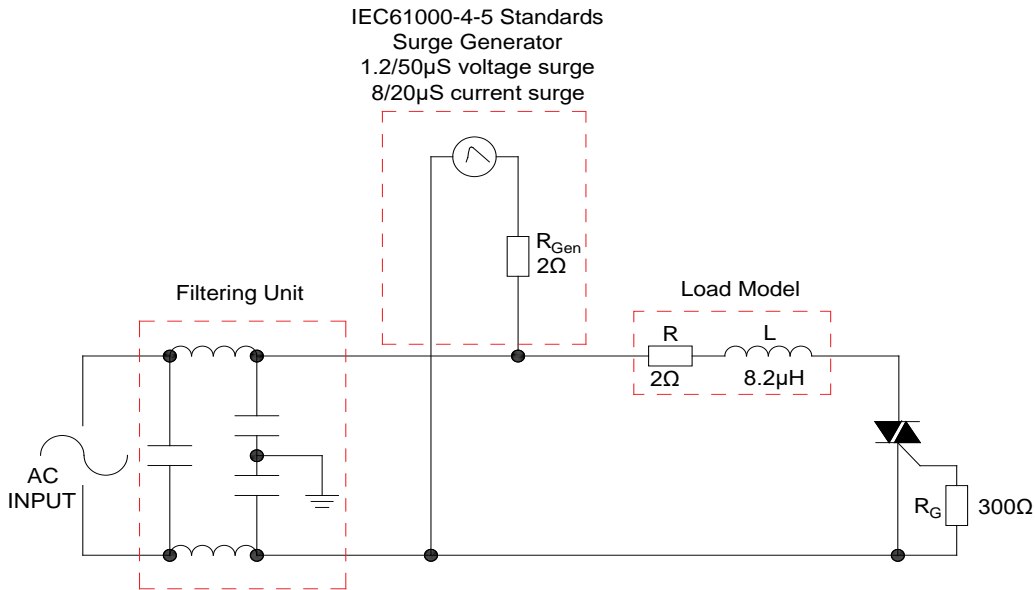 IEC61000-4-5 Standards
Surge Generator
1.2/50µS voltage surge
8/20µS current surge
RGen
2Ω
Filtering Unit
Load Model
R
L
2Ω
8.2µH
AC
INPUT
RG
300Ω